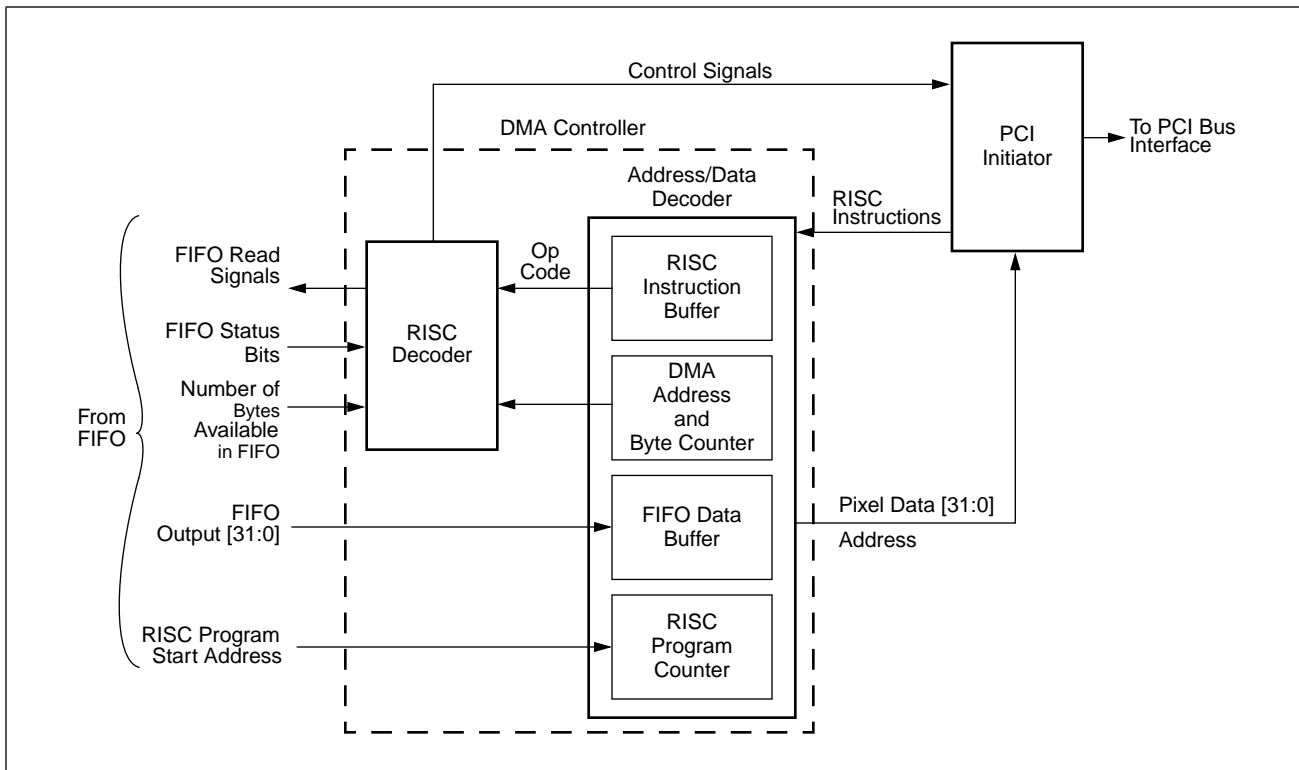 Control Signals
PCI
Initiator
To PCI Bus
Interface
DMA Controller
Address/Data
Decoder
RISC
Instructions
FIFO Read
Signals
Op
Code
RISC
Instruction
Buffer
FIFO Status
Bits
RISC
Decoder
DMA
Address
and
Byte Counter
Number of
Bytes
Available
in FIFO
From
FIFO
FIFO
Output [31:0]
FIFO Data
Buffer
Pixel Data [31:0]
Address
RISC Program
Start Address
RISC
Program
Counter